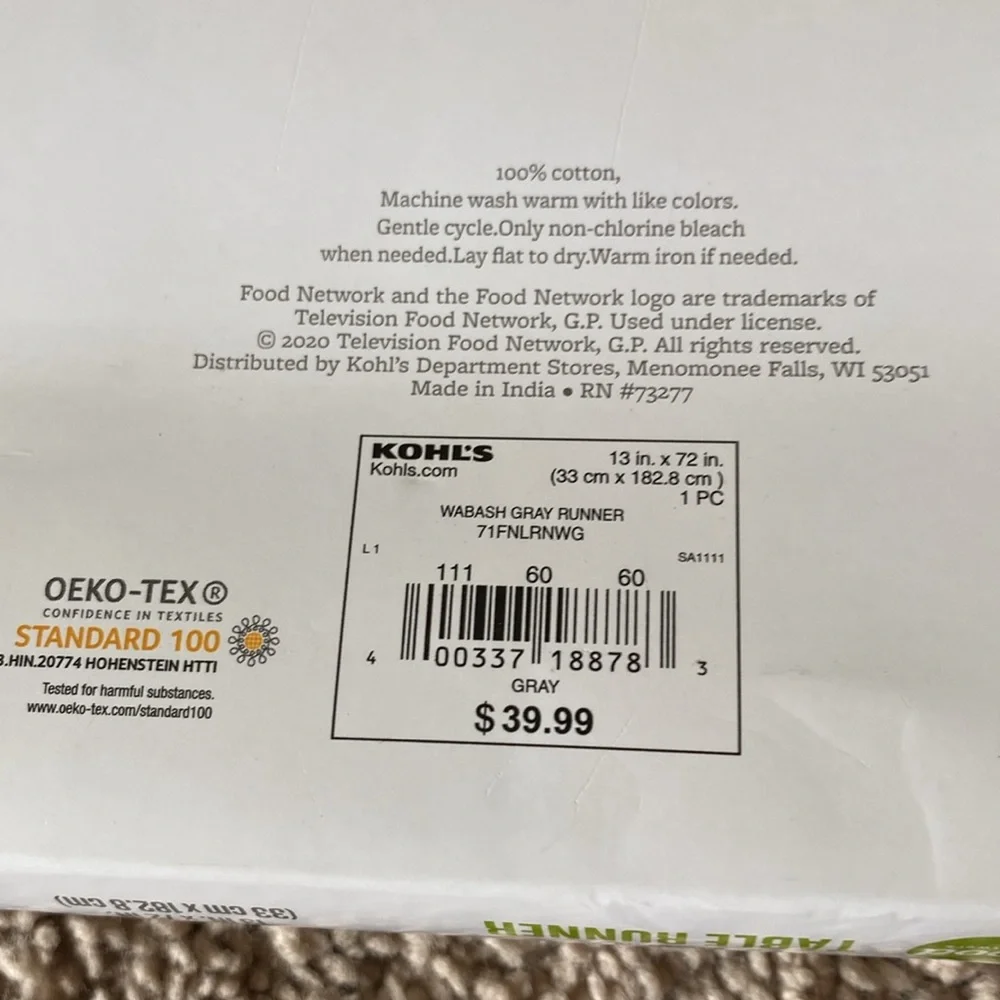 100% cotton,
Machine wash warm with like colors.
Gentle cycle.Only non-chlorine bleach
when needed.Lay flat to dry.Warm iron if needed.
Food Network and the Food Network logo are trademarks of
Television Food Network, G.P. Used under license.
© 2020 Television Food Network, G.P. All rights reserved.
Distributed by Kohl's Department Stores, Menomonee Falls, WI 53051
Made in India • RN #73277
KOHL'S
Kohls.com
13 in. x 72 in.
(33 cm x 182.8 cm )
1 PC
WABASH GRAY RUNNER
71FNLRNWG
L 1
SA1111
111 60 60
4 00337 18878 3
GRAY
$39.99
OEKO-TEX®
CONFIDENCE IN TEXTILES
STANDARD 100
.HIN.20774 HOHENSTEIN HTTI
Tested for harmful substances.
www.oeko-tex.com/standard100
(33 cm x 182.8 cm)
TABLE RUNNER